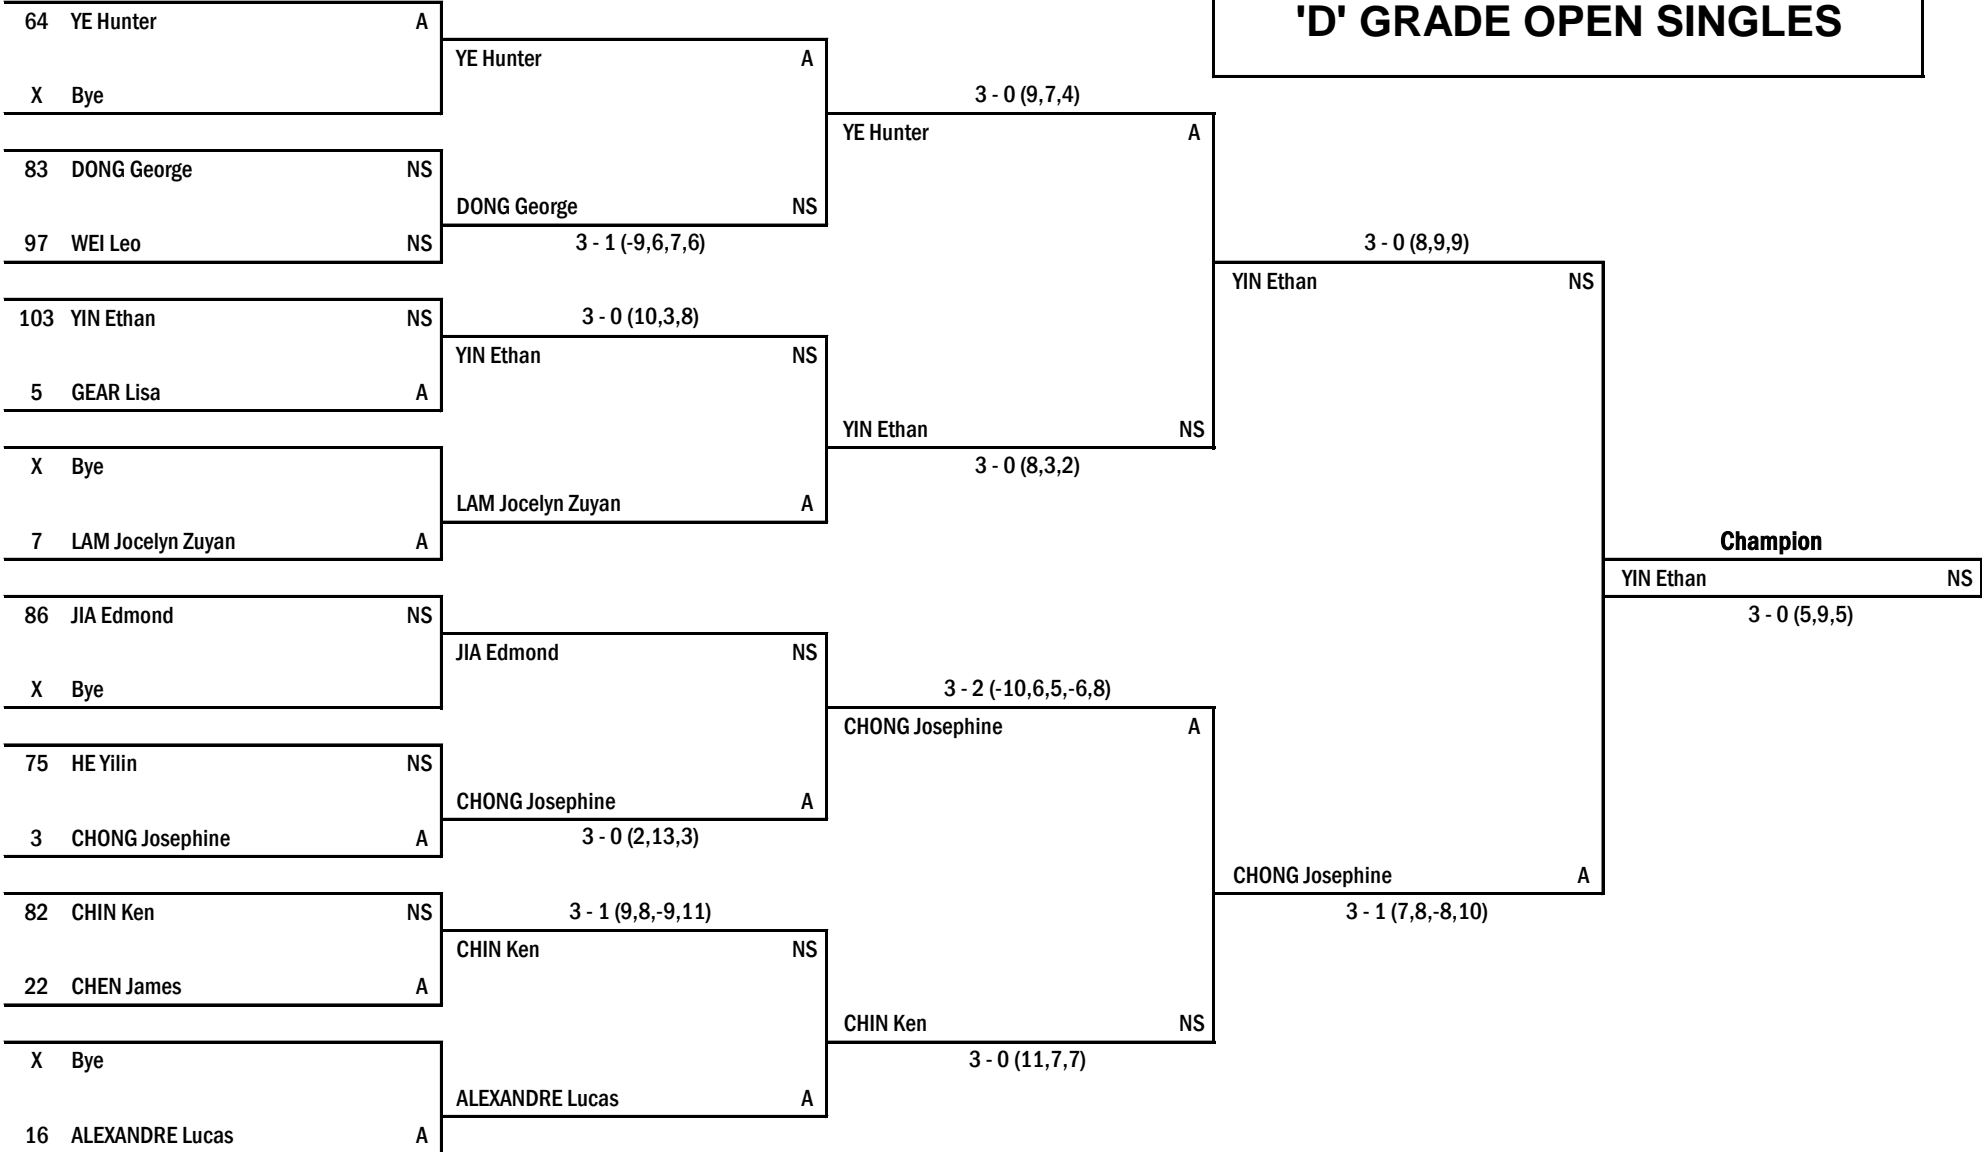 'D' GRADE OPEN SINGLES
64 YE Hunter A
YE Hunter A
X Bye
3 - 0 (9,7,4)
YE Hunter A
83 DONG George NS
DONG George NS
97 WEI Leo NS
3 - 1 (-9,6,7,6)
3 - 0 (8,9,9)
YIN Ethan NS
103 YIN Ethan NS
3 - 0 (10,3,8)
YIN Ethan NS
5 GEAR Lisa A
YIN Ethan NS
X Bye
3 - 0 (8,3,2)
LAM Jocelyn Zuyan A
7 LAM Jocelyn Zuyan A
Champion
YIN Ethan NS
86 JIA Edmond NS
3 - 0 (5,9,5)
JIA Edmond NS
X Bye
3 - 2 (-10,6,5,-6,8)
CHONG Josephine A
75 HE Yilin NS
CHONG Josephine A
3 CHONG Josephine A
3 - 0 (2,13,3)
CHONG Josephine A
82 CHIN Ken NS
3 - 1 (9,8,-9,11)
3 - 1 (7,8,-8,10)
CHIN Ken NS
22 CHEN James A
CHIN Ken NS
X Bye
3 - 0 (11,7,7)
ALEXANDRE Lucas A
16 ALEXANDRE Lucas A